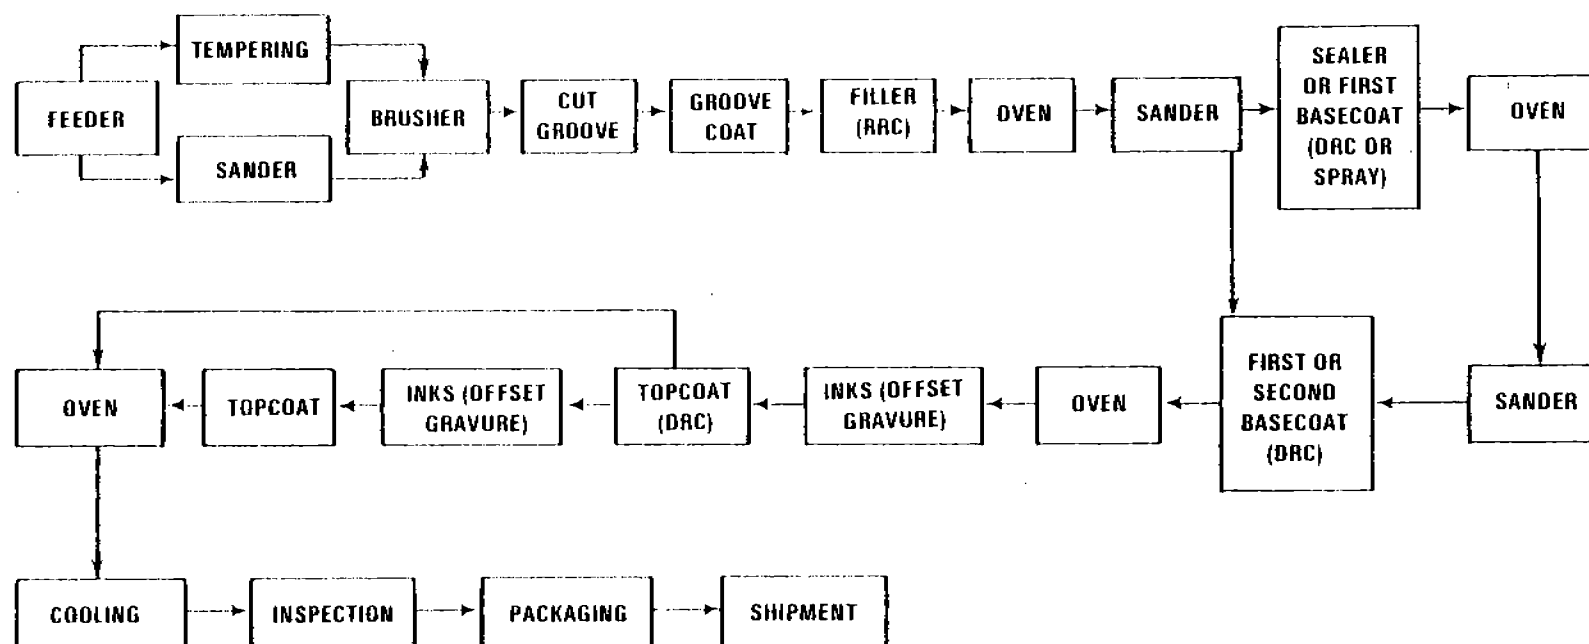 TEMPERING
FEEDER
SANDER
BRUSHER
CUT
GROOVE
GROOVE
COAT
FILLER
(RRC)
OVEN
SANDER
SEALER
OR FIRST
BASECOAT
(DRC OR
SPRAY)
OVEN
OVEN
TOPCOAT
INKS (OFFSET
GRAVURE)
TOPCOAT
(DRC)
INKS (OFFSET
GRAVURE)
OVEN
FIRST OR
SECOND
BASECOAT
(DRC)
SANDER
COOLING
INSPECTION
PACKAGING
SHIPMENT